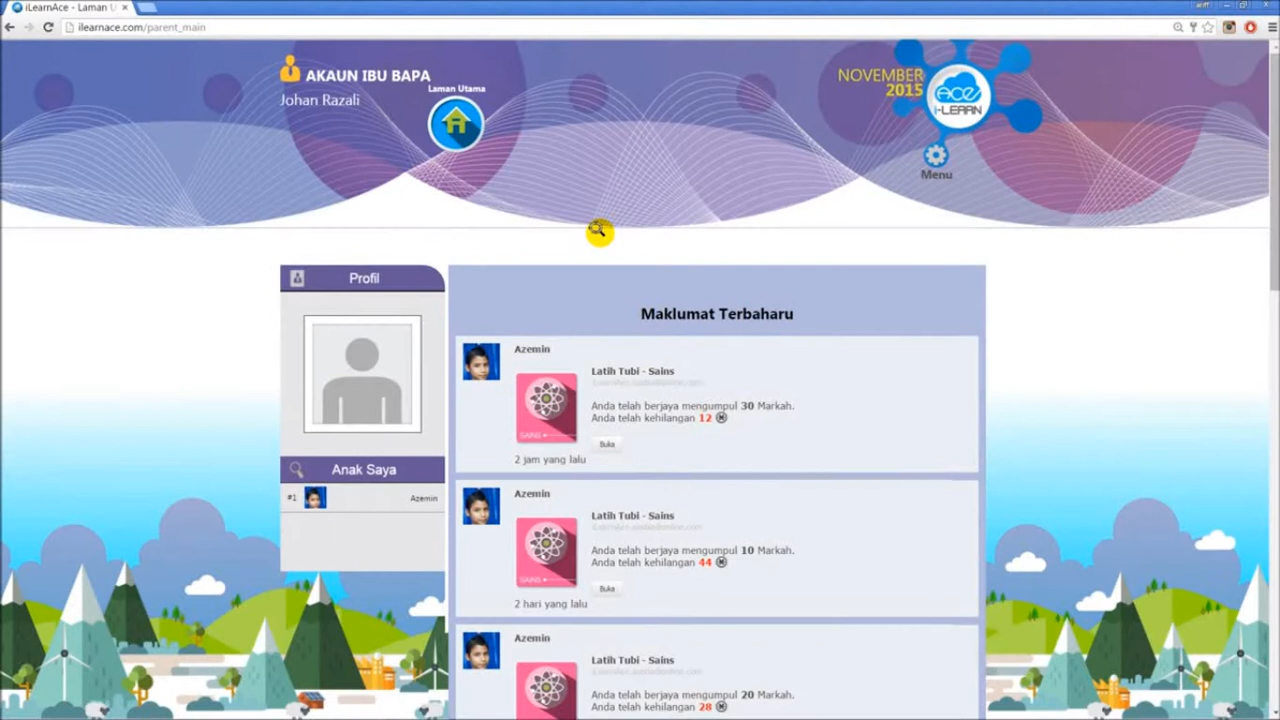 iLearnAce - Laman U
ilearnace.com/parent_main
AKAUN IBU BAPA
Johan Razali
Laman Utama
NOVEMBER
2015
ACE
i-LEARN
Menu
Profil
Anak Saya
#1 Azemin
Maklumat Terbaharu
Azemin
Latih Tubi - Sains
Anda telah berjaya mengumpul 30 Markah.
Anda telah kehilangan 12
SAINS
Buka
2 jam yang lalu
Azemin
Latih Tubi - Sains
Anda telah berjaya mengumpul 10 Markah.
Anda telah kehilangan 44
SAINS
Buka
2 hari yang lalu
Azemin
Latih Tubi - Sains
Anda telah berjaya mengumpul 20 Markah.
Anda telah kehilangan 28